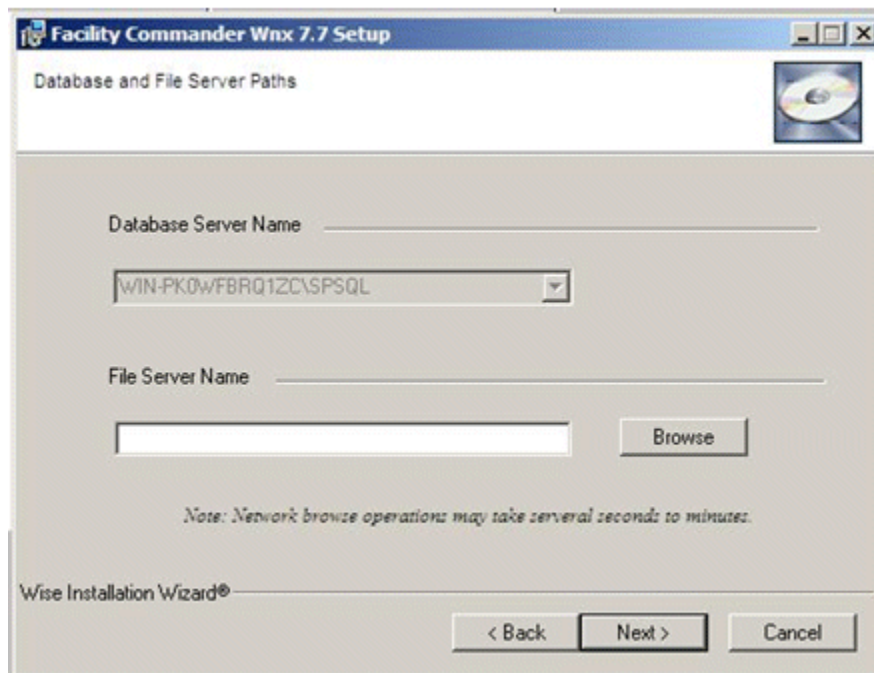 Facility Commander Wnx 7.7 Setup
Database and File Server Paths
Database Server Name
WIN-PK0WFBRQ1ZC\SPSQL
File Server Name
Browse
Note: Network browse operations may take serveral seconds to minutes.
Wise Installation Wizard®
< Back Next > Cancel